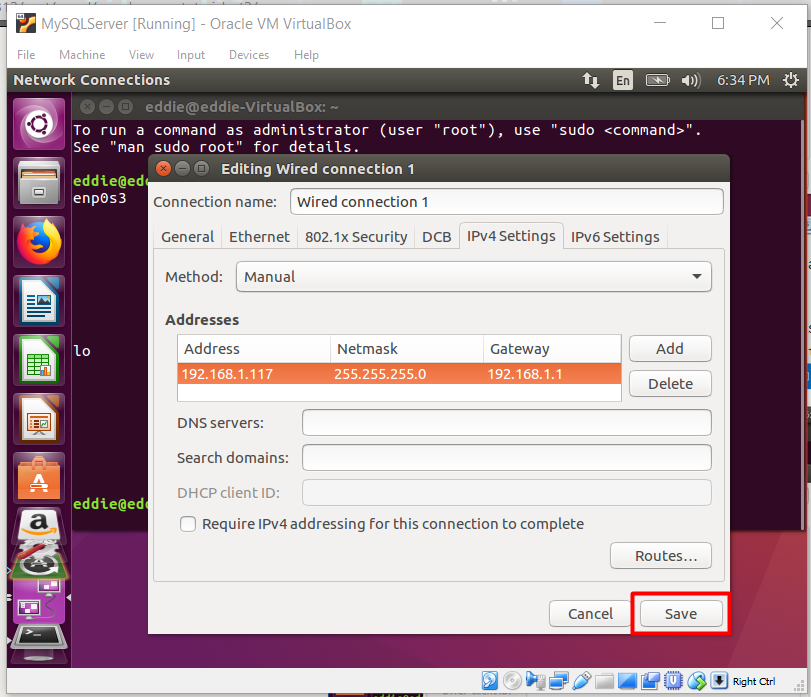 MySQLServer [Running] - Oracle VM VirtualBox
File Machine View Input Devices Help
Network Connections En 6:34 PM
eddie@eddie-VirtualBox: ~
To run a command as administrator (user "root"), use "sudo <command>".
See "man sudo_root" for details.
Editing Wired connection 1
eddie@edd
enp0s3
Connection name: Wired connection 1
General Ethernet 802.1x Security DCB IPv4 Settings IPv6 Settings
Method: Manual
Addresses
Address Netmask Gateway Add
192.168.1.117 255.255.255.0 192.168.1.1
Delete
lo
DNS servers:
Search domains:
DHCP client ID:
eddie@edd
Require IPv4 addressing for this connection to complete
Routes...
Cancel Save
Right Ctrl